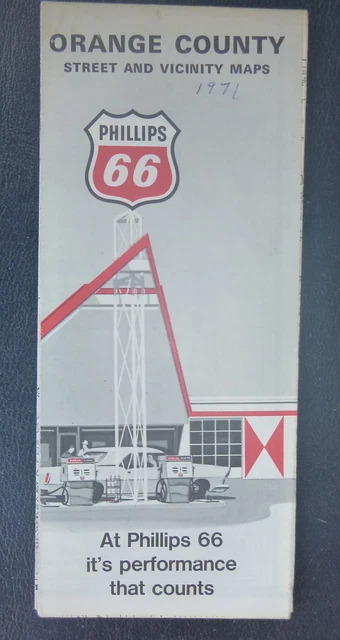 ORANGE COUNTY
STREET AND VICINITY MAPS
1971
PHILLIPS
66
At Phillips 66
it's performance
that counts